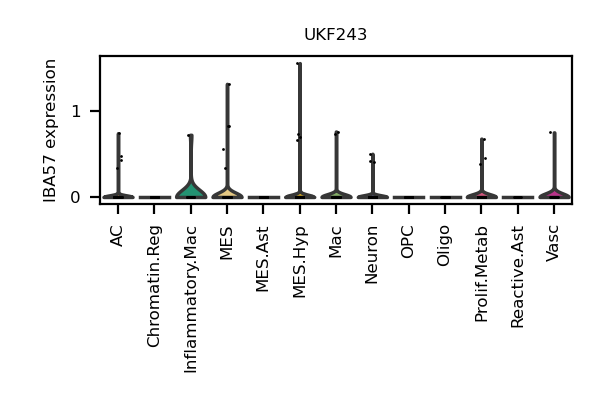 UKF243
IBA57 expression
1
0
AC
Chromatin.Reg
Inflammatory.Mac
MES
MES.Ast
MES.Hyp
Mac
Neuron
OPC
Oligo
Prolif.Metab
Reactive.Ast
Vasc